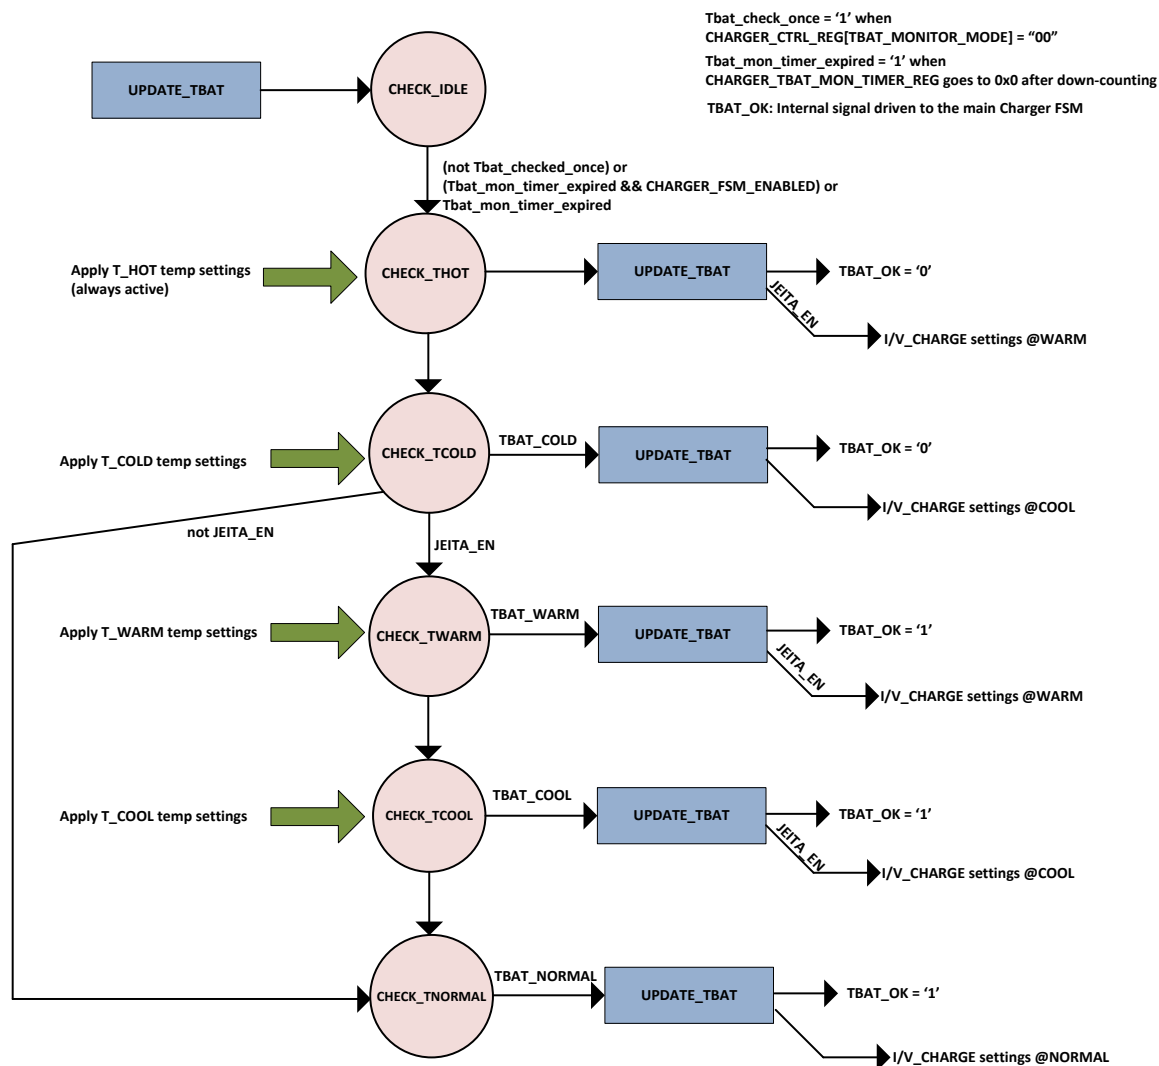 Tbat_check_once = ‘1’ when
CHARGER_CTRL_REG[TBAT_MONITOR_MODE] = “00”
Tbat_mon_timer_expired = ‘1’ when
CHARGER_TBAT_MON_TIMER_REG goes to 0x0 after down-counting
TBAT_OK: Internal signal driven to the main Charger FSM
UPDATE_TBAT
CHECK_IDLE
(not Tbat_checked_once) or
(Tbat_mon_timer_expired && CHARGER_FSM_ENABLED) or
Tbat_mon_timer_expired
Apply T_HOT temp settings
(always active)
CHECK_THOT
UPDATE_TBAT
TBAT_OK = ‘0’
JEITA_EN
I/V_CHARGE settings @WARM
Apply T_COLD temp settings
CHECK_TCOLD
TBAT_COLD
UPDATE_TBAT
TBAT_OK = ‘0’
I/V_CHARGE settings @COOL
not JEITA_EN
JEITA_EN
Apply T_WARM temp settings
CHECK_TWARM
TBAT_WARM
UPDATE_TBAT
TBAT_OK = ‘1’
JEITA_EN
I/V_CHARGE settings @WARM
Apply T_COOL temp settings
CHECK_TCOOL
TBAT_COOL
UPDATE_TBAT
TBAT_OK = ‘1’
JEITA_EN
I/V_CHARGE settings @COOL
CHECK_TNORMAL
TBAT_NORMAL
UPDATE_TBAT
TBAT_OK = ‘1’
I/V_CHARGE settings @NORMAL